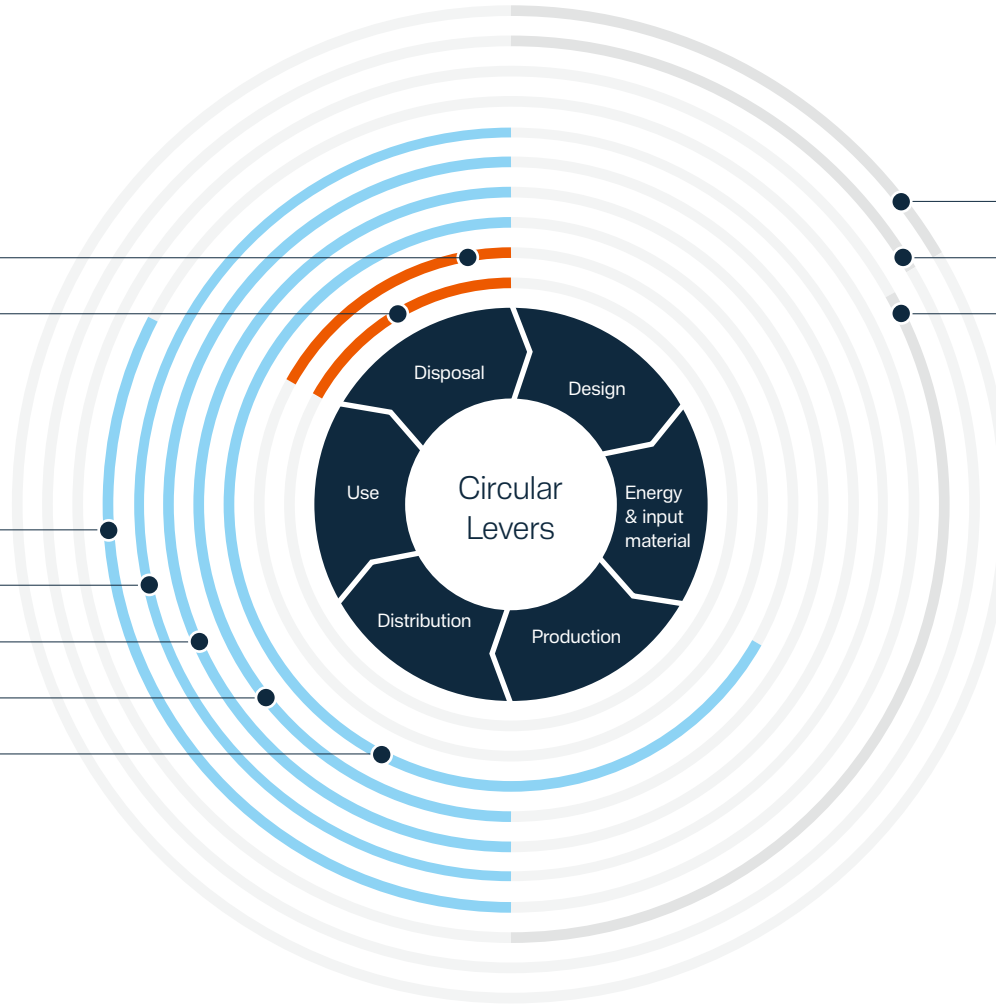 Disposal
Design
Use
Circular
Levers
Energy
& input
material
Distribution
Production